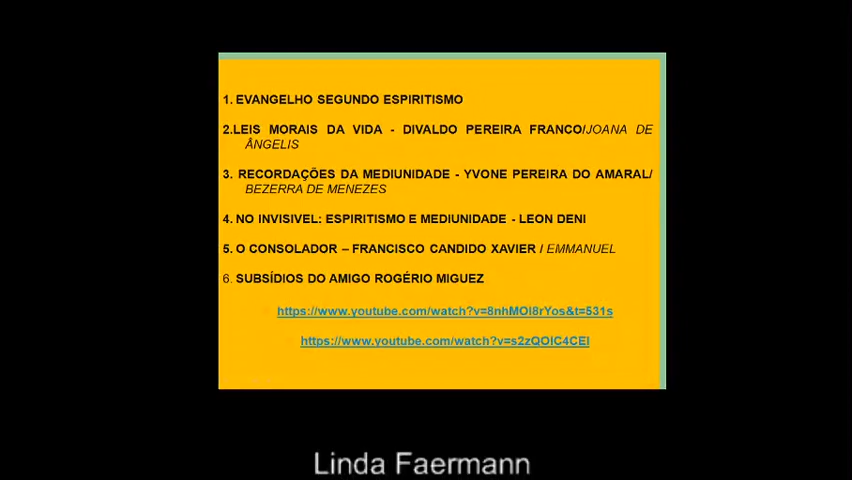 1. EVANGELHO SEGUNDO ESPIRITISMO
2.LEIS MORAIS DA VIDA - DIVALDO PEREIRA FRANCO/JOANA DE
ÂNGELIS
3. RECORDAÇÕES DA MEDIUNIDADE - YVONE PEREIRA DO AMARAL/
BEZERRA DE MENEZES
4. NO INVISIVEL: ESPIRITISMO E MEDIUNIDADE - LEON DENI
5. O CONSOLADOR – FRANCISCO CANDIDO XAVIER / EMMANUEL
6. SUBSÍDIOS DO AMIGO ROGÉRIO MIGUEZ
https://www.youtube.com/watch?v=8nhMOl8rYos&t=531s
https://www.youtube.com/watch?v=s2zQOIC4CEI
Linda Faermann